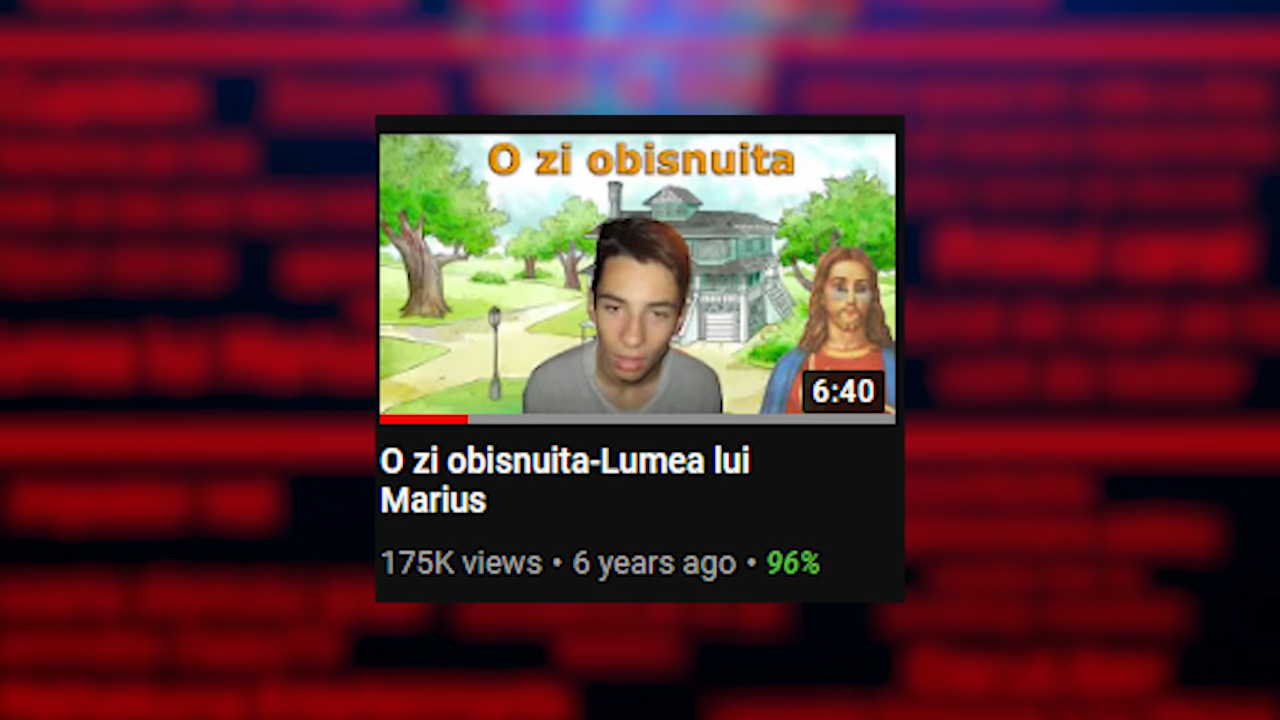 O zi obisnuita
6:40
O zi obisnuita-Lumea lui
Marius
175K views • 6 years ago • 96%